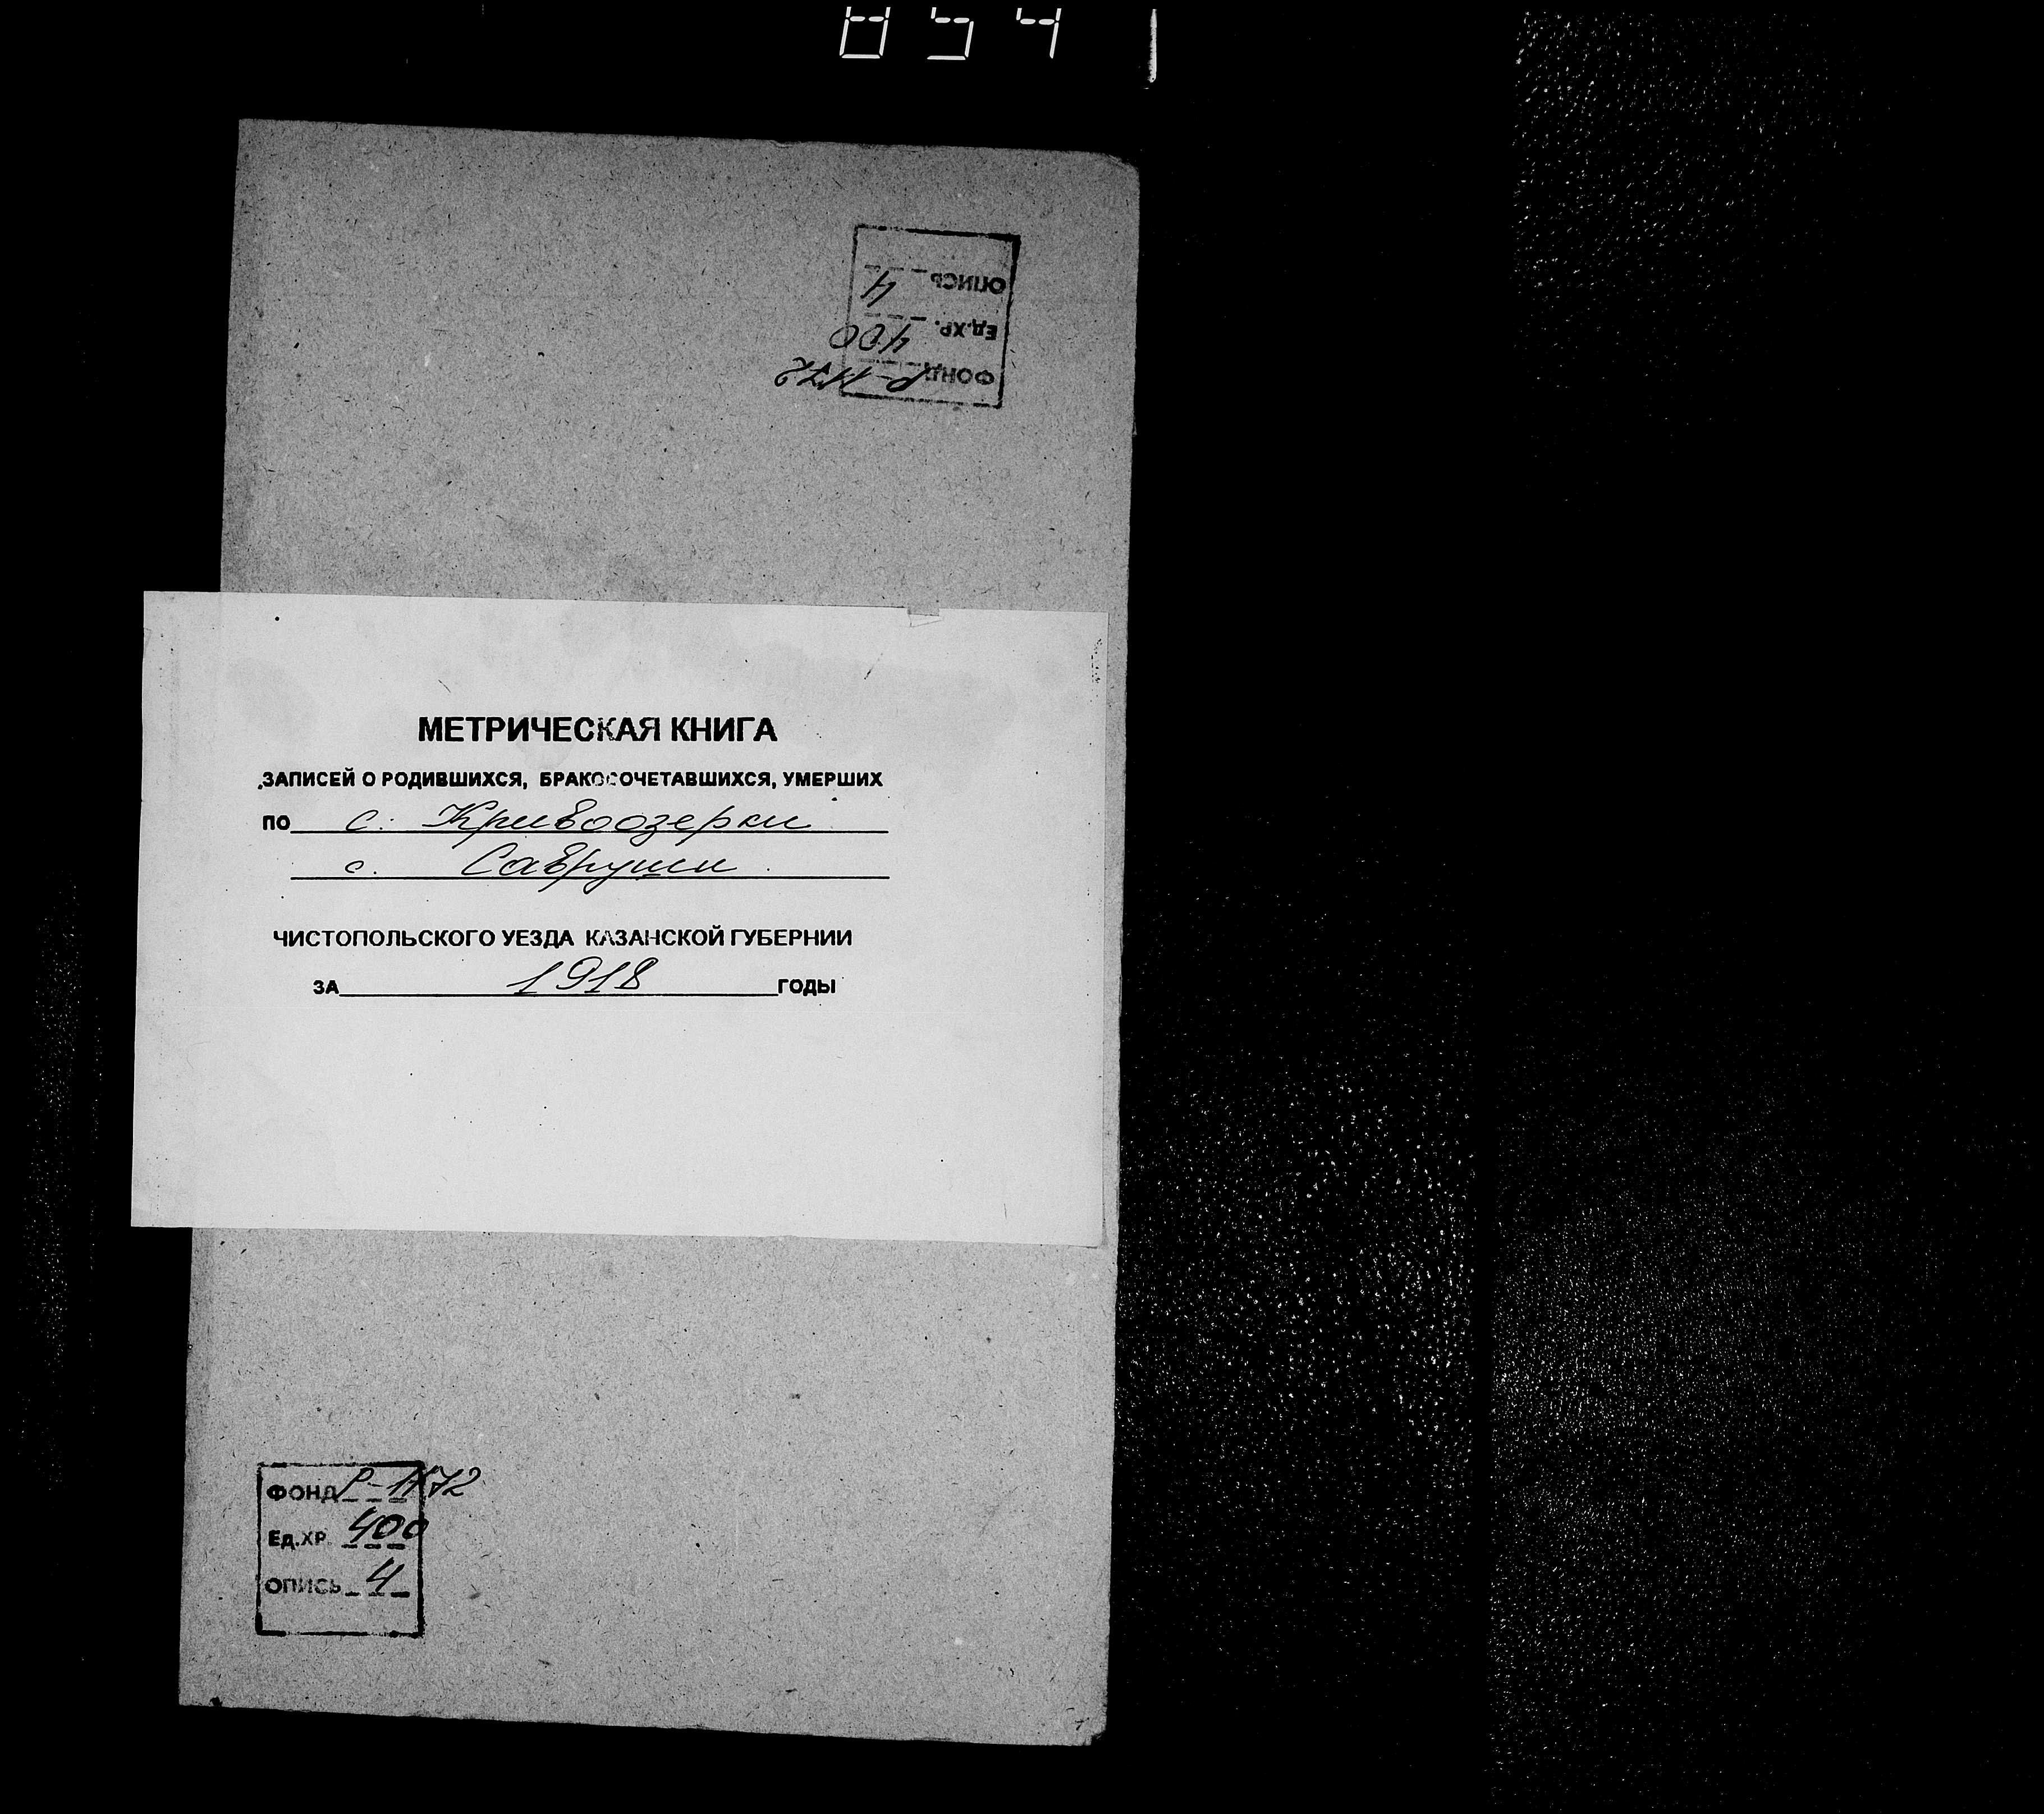 0541
ОПИСЬ 4
Ед.ХР. 400
ФОНД Р-1172
МЕТРИЧЕСКАЯ КНИГА
ЗАПИСЕЙ О РОДИВШИХСЯ, БРАКОСОЧЕТАВШИХСЯ, УМЕРШИХ
ПО с. Кривоозерки
с. Савруши
ЧИСТОПОЛЬСКОГО УЕЗДА КАЗАНСКОЙ ГУБЕРНИИ
ЗА 1918 ГОДЫ
ФОНД Р-1172
Ед.ХР. 400
ОПИСЬ 4